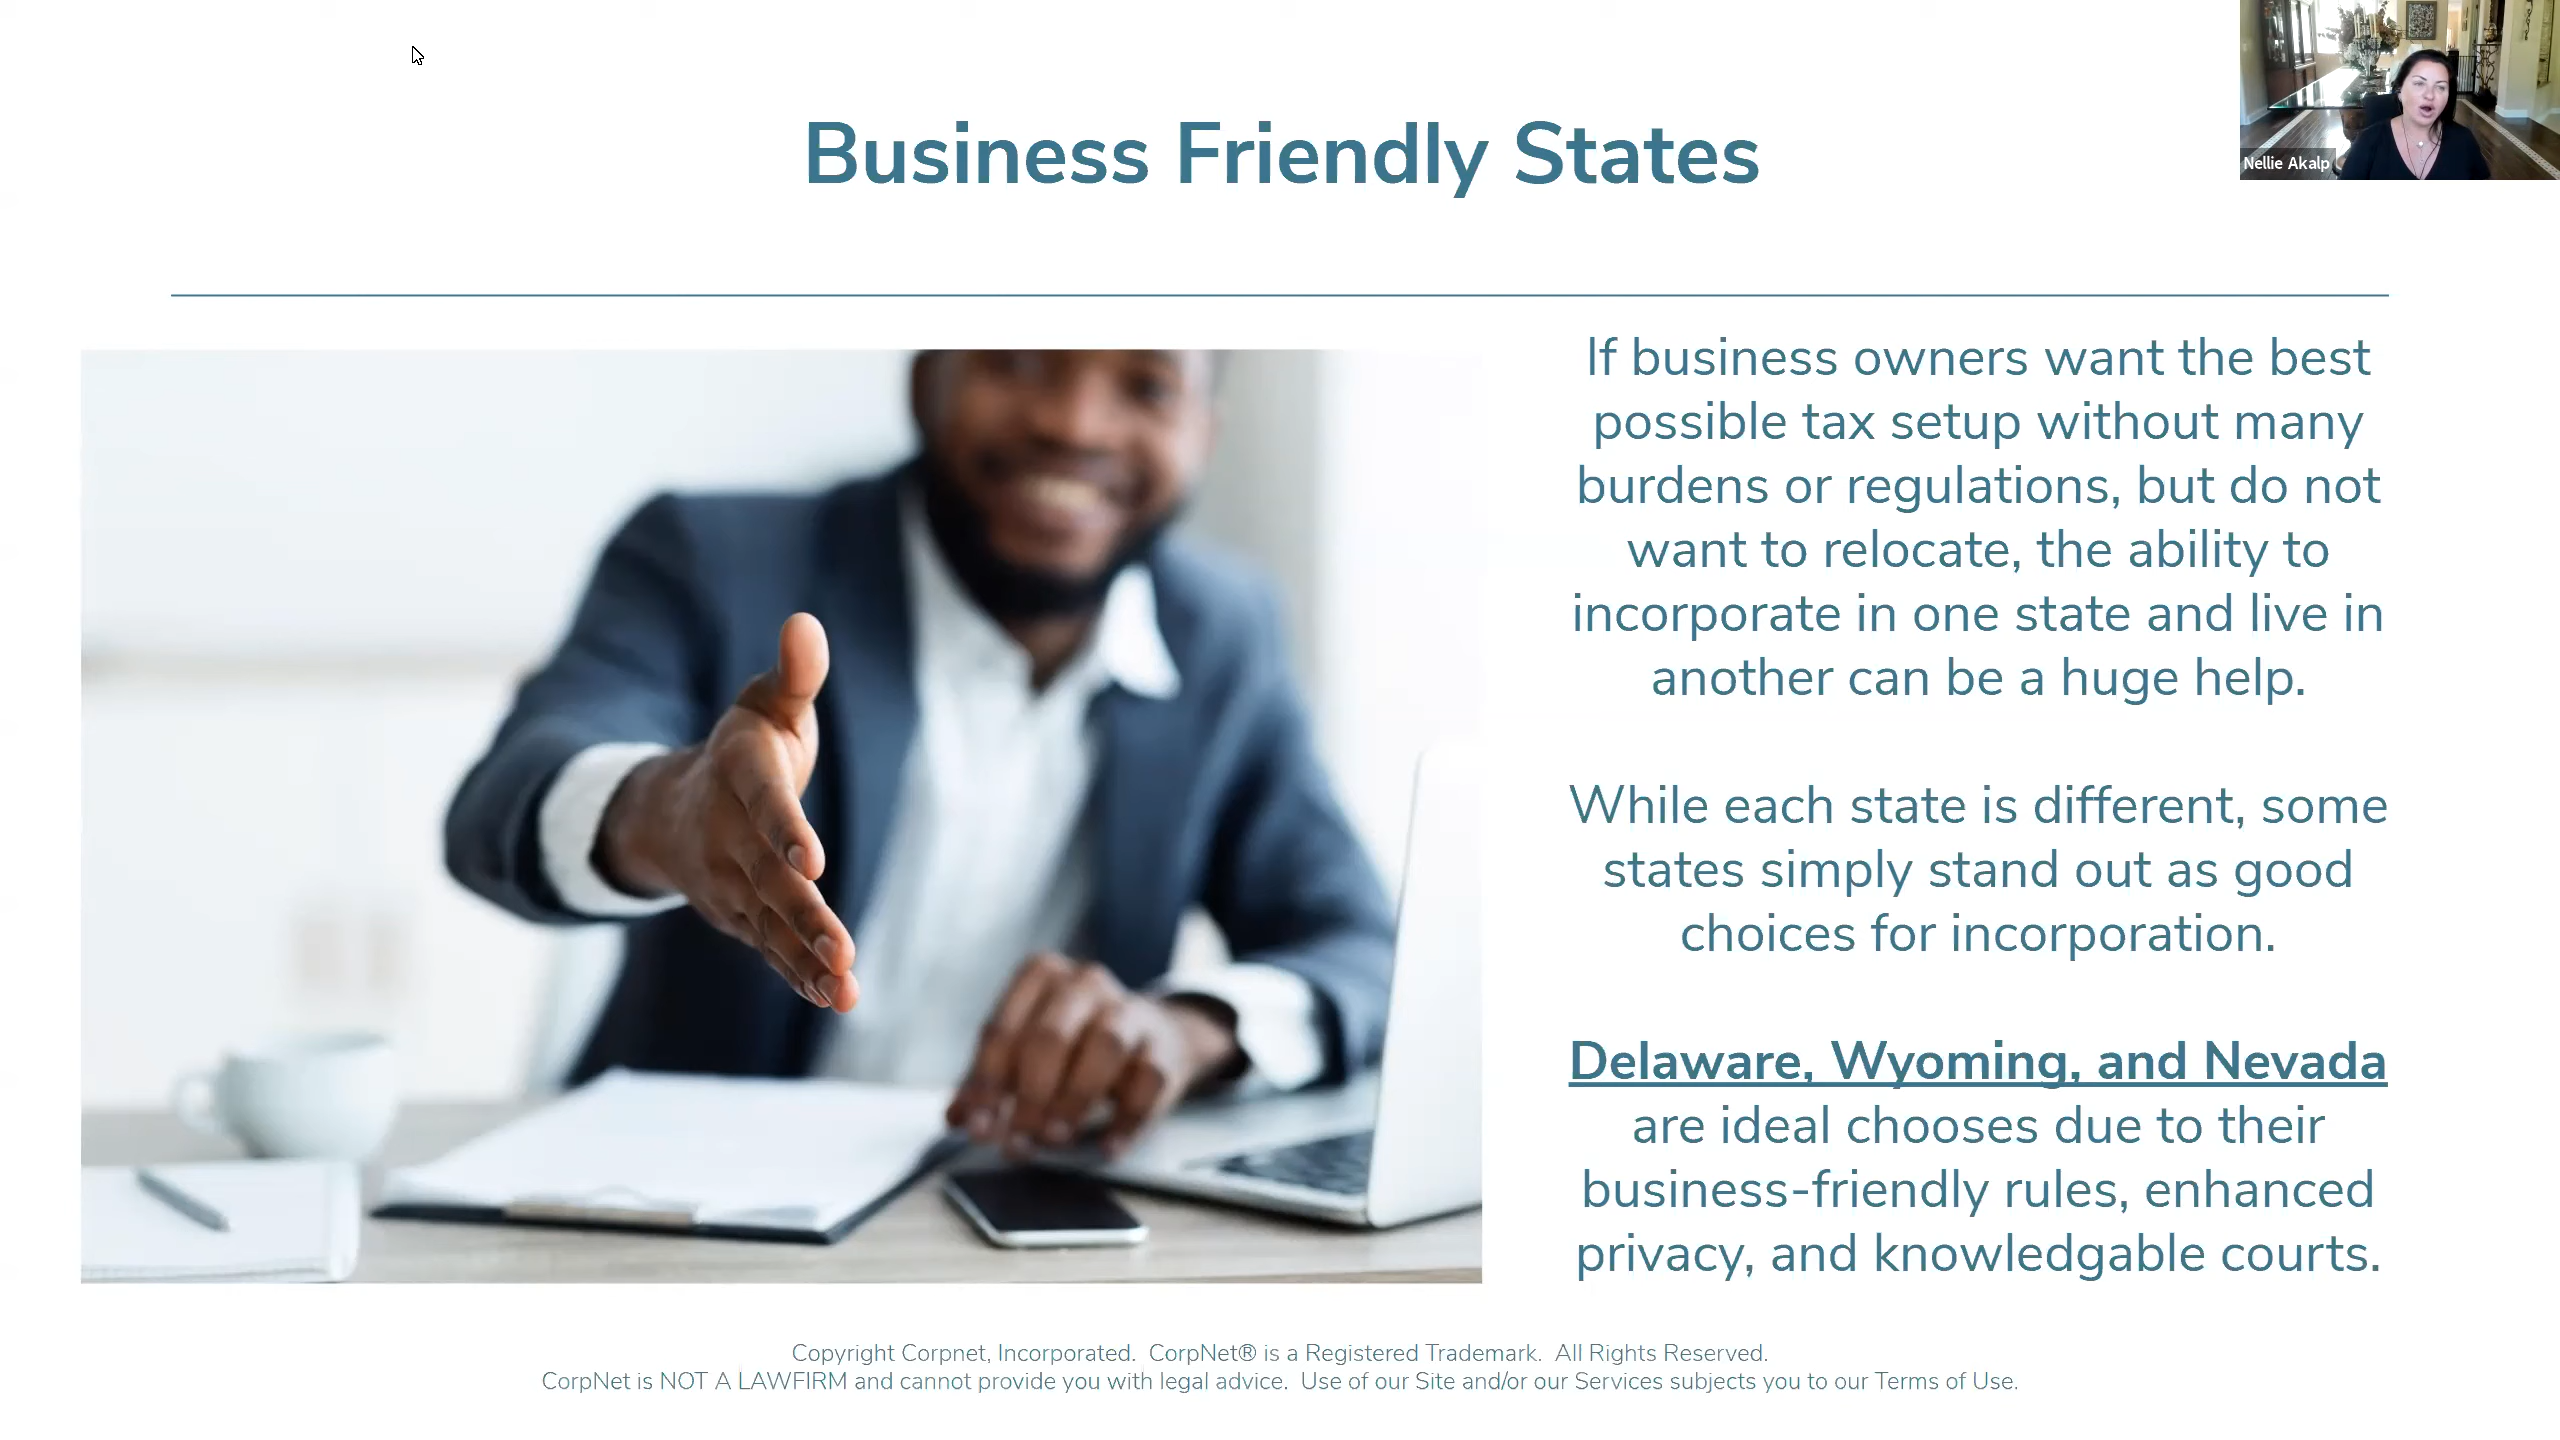 Business Friendly States
Nellie Akalp
If business owners want the best
possible tax setup without many
burdens or regulations, but do not
want to relocate, the ability to
incorporate in one state and live in
another can be a huge help.
While each state is different, some
states simply stand out as good
choices for incorporation.
Delaware, Wyoming, and Nevada
are ideal chooses due to their
business-friendly rules, enhanced
privacy, and knowledgable courts.
Copyright Corpnet, Incorporated. CorpNet® is a Registered Trademark. All Rights Reserved.
CorpNet is NOT A LAWFIRM and cannot provide you with legal advice. Use of our Site and/or our Services subjects you to our Terms of Use.